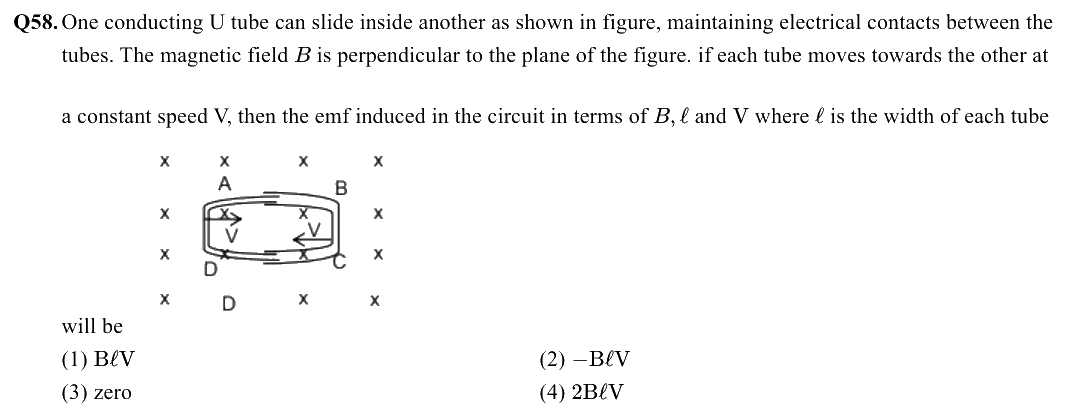 Q58. One conducting U tube can slide inside another as shown in figure, maintaining electrical contacts between the
tubes. The magnetic field B is perpendicular to the plane of the figure. if each tube moves towards the other at
a constant speed V, then the emf induced in the circuit in terms of B, ℓ and V where ℓ is the width of each tube
x x x x
A B
x x> x x
V V
x x x x
D C
x D x x
will be
(1) BℓV (2) −BℓV
(3) zero (4) 2BℓV